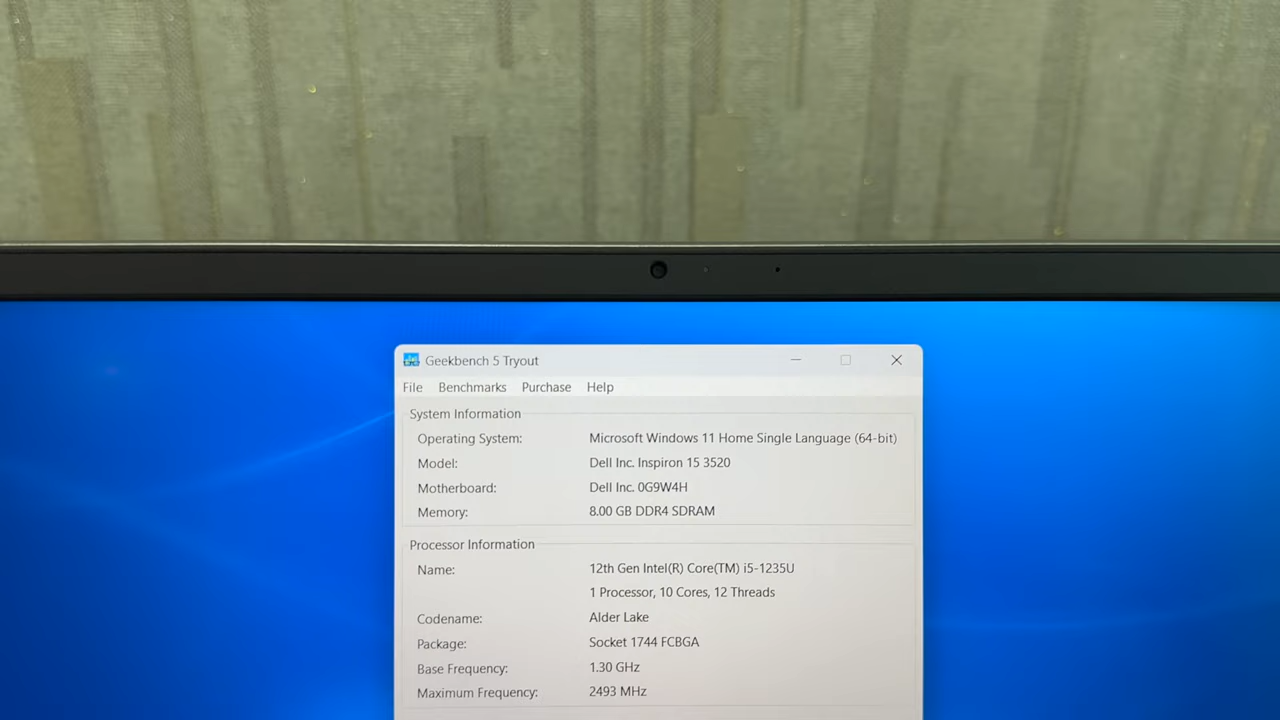 Geekbench 5 Tryout
File Benchmarks Purchase Help
System Information
Operating System: Microsoft Windows 11 Home Single Language (64-bit)
Model: Dell Inc. Inspiron 15 3520
Motherboard: Dell Inc. 0G9W4H
Memory: 8.00 GB DDR4 SDRAM
Processor Information
Name: 12th Gen Intel(R) Core(TM) i5-1235U
1 Processor, 10 Cores, 12 Threads
Codename: Alder Lake
Package: Socket 1744 FCBGA
Base Frequency: 1.30 GHz
Maximum Frequency: 2493 MHz